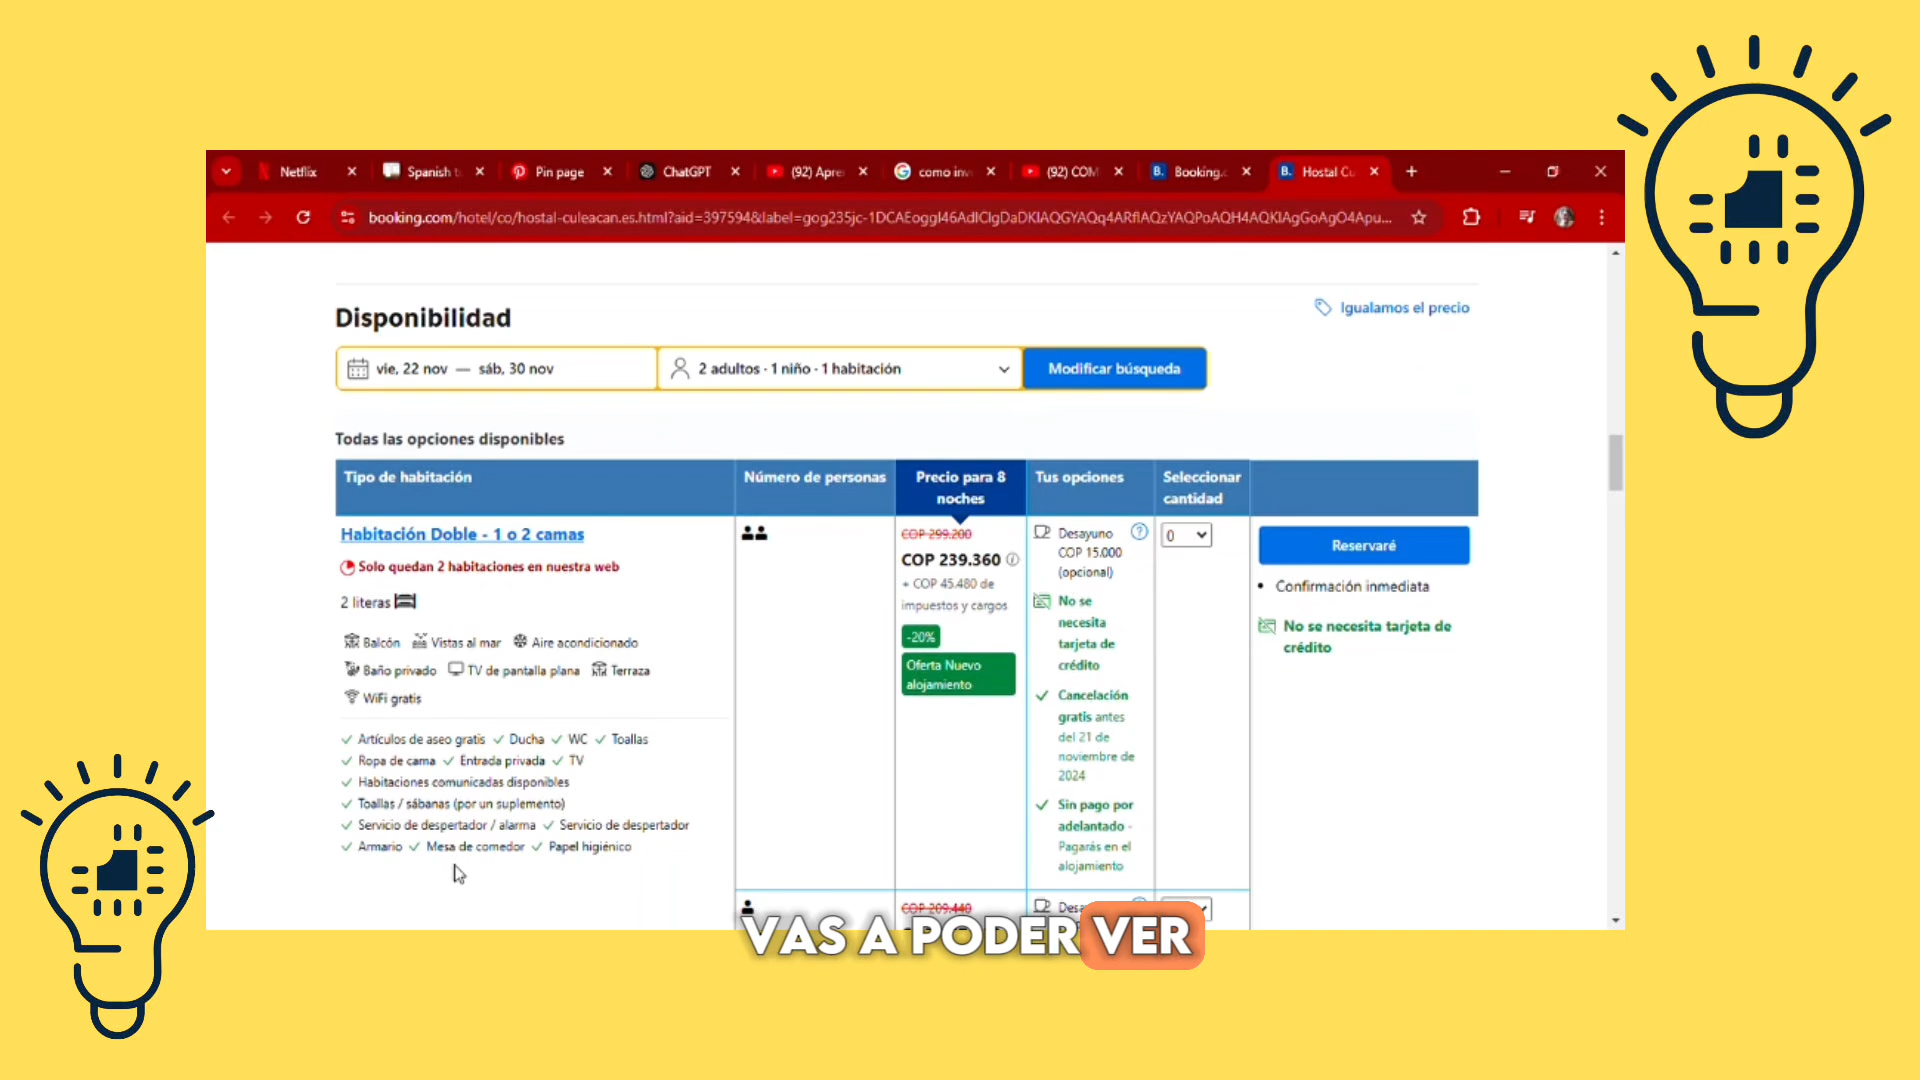 Netflix
Spanish t
Pin page
ChatGPT
(92) Apre
como inv
(92) COM
Booking.c
Hostal Cu
booking.com/hotel/co/hostal-culeacan.es.html?aid=397594&label=gog235jc-1DCAEoggI46AdIClgDaDKIAQGYAQq4ARfIAQzYAQPoAQH4AQKIAgGoAgO4Apu...
Disponibilidad
Igualamos el precio
vie, 22 nov — sáb, 30 nov
2 adultos · 1 niño · 1 habitación
Modificar búsqueda
Todas las opciones disponibles
Tipo de habitación
Número de personas
Precio para 8
noches
Tus opciones
Seleccionar
cantidad
Habitación Doble - 1 o 2 camas
Solo quedan 2 habitaciones en nuestra web
2 literas
Balcón Vistas al mar Aire acondicionado
Baño privado TV de pantalla plana Terraza
WiFi gratis
Artículos de aseo gratis Ducha WC Toallas
Ropa de cama Entrada privada TV
Habitaciones comunicadas disponibles
Toallas / sábanas (por un suplemento)
Servicio de despertador / alarma Servicio de despertador
Armario Mesa de comedor Papel higiénico
COP 299.200
COP 239.360
+ COP 45.480 de
impuestos y cargos
-20%
Oferta Nuevo
alojamiento
Desayuno
COP 15.000
(opcional)
No se
necesita
tarjeta de
crédito
Cancelación
gratis antes
del 21 de
noviembre de
2024
Sin pago por
adelantado -
Pagarás en el
alojamiento
0
Reservaré
Confirmación inmediata
No se necesita tarjeta de
crédito
COP 209.440
VAS A PODER VER